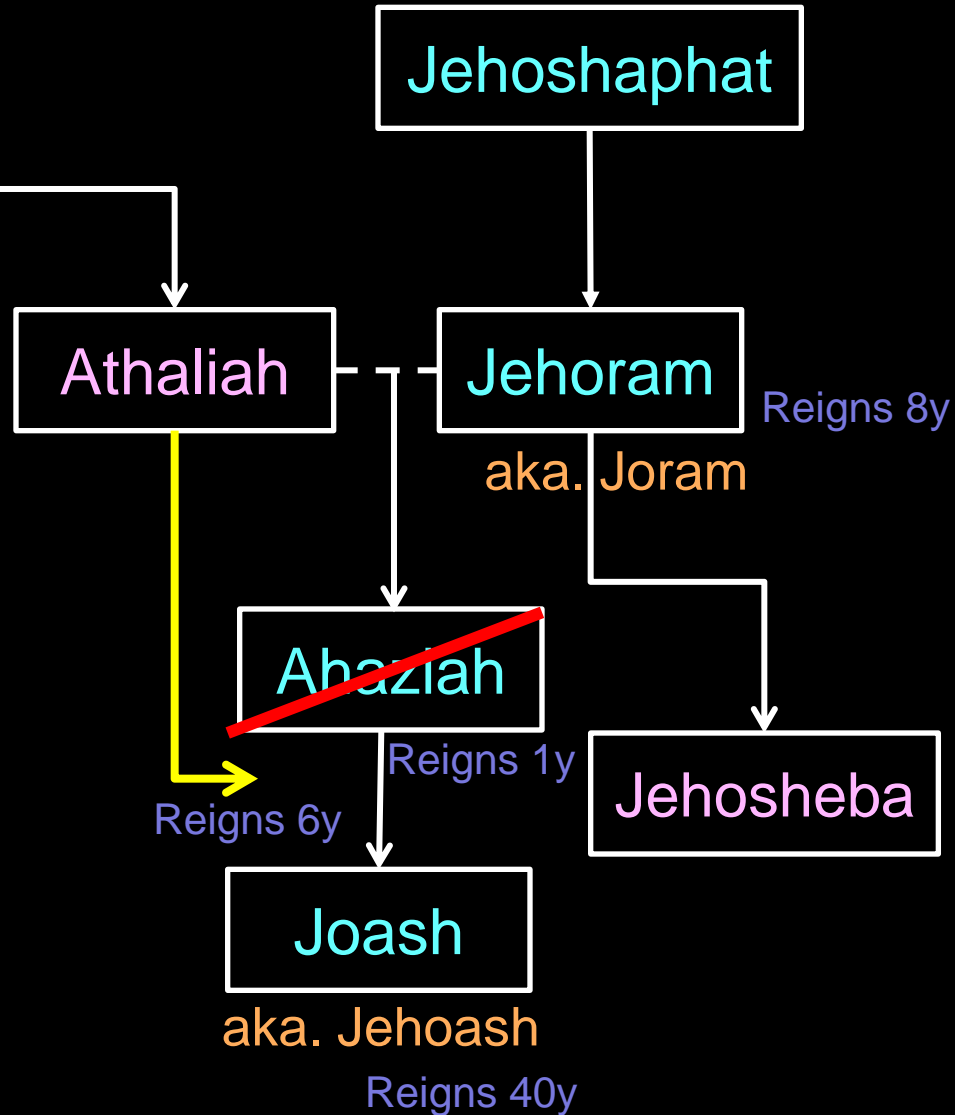 Jehoshaphat
Athaliah
Jehoram
Reigns 8y
aka. Joram
Ahaziah
Reigns 1y
Jehosheba
Reigns 6y
Joash
aka. Jehoash
Reigns 40y